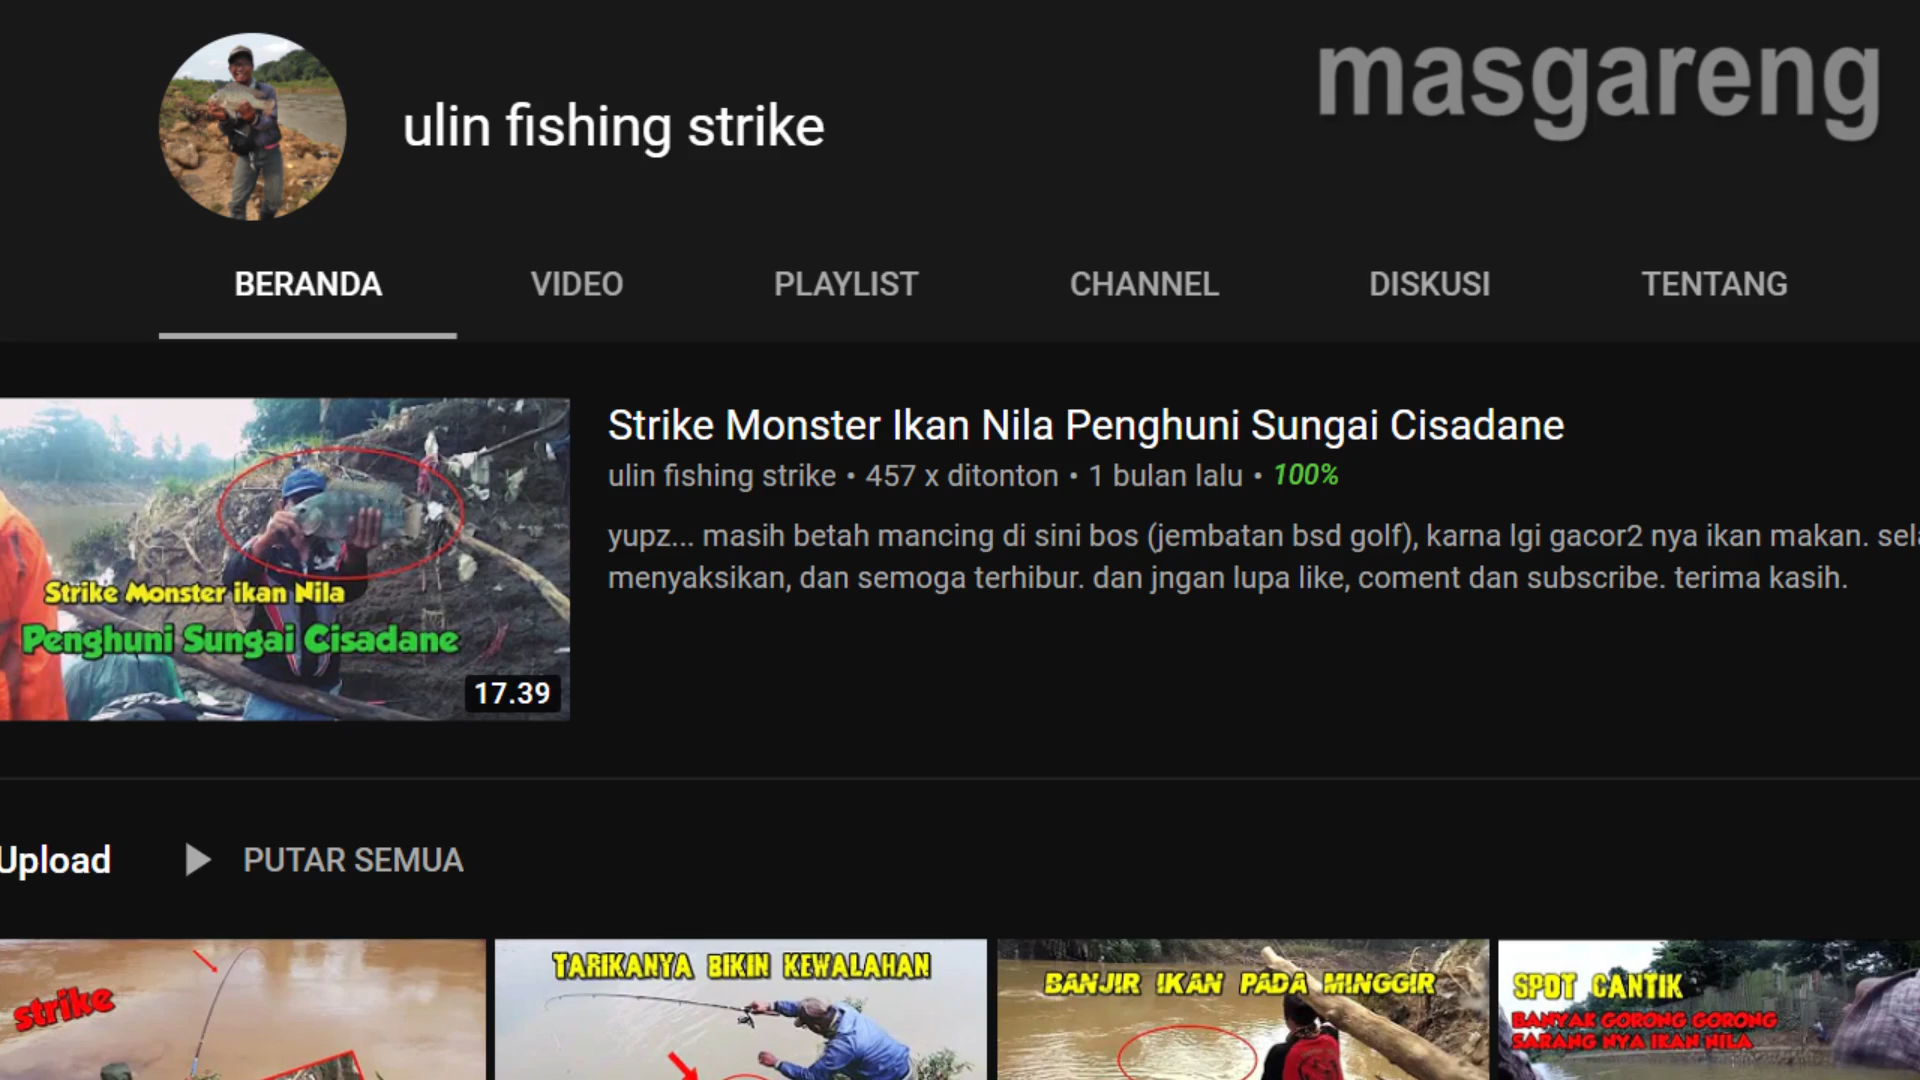 masgareng
ulin fishing strike
BERANDA
VIDEO
PLAYLIST
CHANNEL
DISKUSI
TENTANG
Strike Monster ikan Nila
Penghuni Sungai Cisadane
17.39
Strike Monster Ikan Nila Penghuni Sungai Cisadane
ulin fishing strike • 457 x ditonton • 1 bulan lalu • 100%
yupz... masih betah mancing di sini bos (jembatan bsd golf), karna lgi gacor2 nya ikan makan.
menyaksikan, dan semoga terhibur. dan jngan lupa like, coment dan subscribe. terima kasih.
Upload
PUTAR SEMUA
strike
TARIKANYA BIKIN KEWALAHAN
BANJIR IKAN PADA MINGGIR
SPOT CANTIK
BANYAK GORONG GORONG
SARANG NYA IKAN NILA